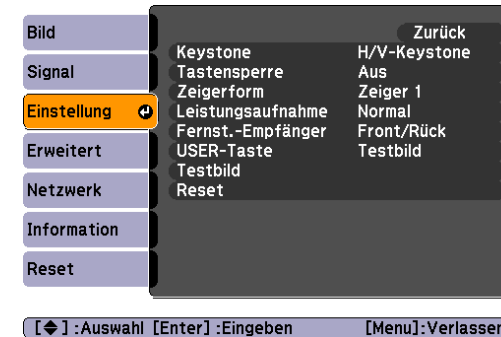 Bild
Signal
Einstellung
Erweitert
Netzwerk
Information
Reset
Zurück
Keystone H/V-Keystone
Tastensperre Aus
Zeigerform Zeiger 1
Leistungsaufnahme Normal
Fernst.-Empfänger Front/Rück
USER-Taste Testbild
Testbild
Reset
[◆] :Auswahl [Enter] :Eingeben [Menu] :Verlassen